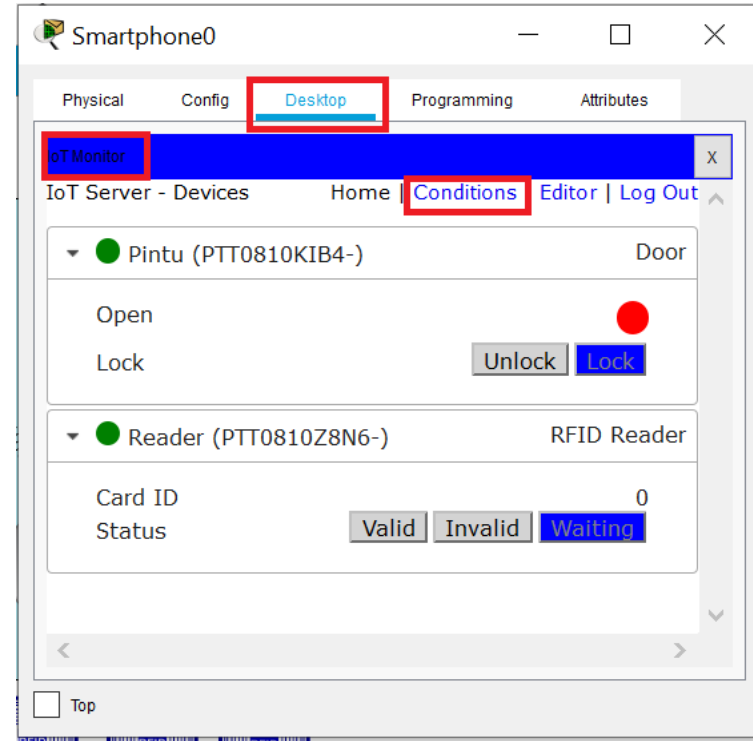 Smartphone0
Physical Config Desktop Programming Attributes
IoT Monitor X
IoT Server - Devices Home | Conditions Editor | Log Out
Pintu (PTT0810KIB4-) Door
Open
Lock Unlock Lock
Reader (PTT0810Z8N6-) RFID Reader
Card ID 0
Status Valid Invalid Waiting
Top